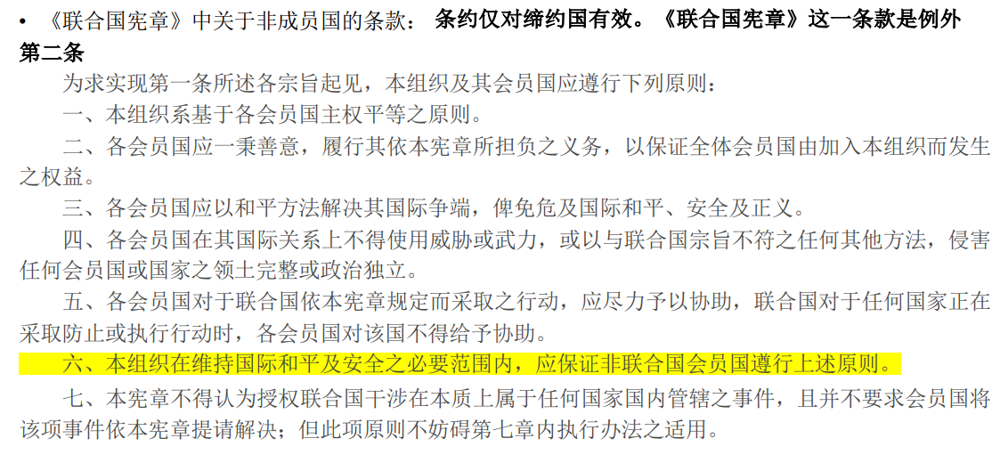 • 《联合国宪章》中关于非成员国的条款： 条约仅对缔约国有效。《联合国宪章》这一条款是例外
第二条
为求实现第一条所述各宗旨起见，本组织及其会员国应遵行下列原则：
一、本组织系基于各会员国主权平等之原则。
二、各会员国应一秉善意，履行其依本宪章所担负之义务，以保证全体会员国由加入本组织而发生
之权益。
三、各会员国应以和平方法解决其国际争端，俾免危及国际和平、安全及正义。
四、各会员国在其国际关系上不得使用威胁或武力，或以与联合国宗旨不符之任何其他方法，侵害
任何会员国或国家之领土完整或政治独立。
五、各会员国对于联合国依本宪章规定而采取之行动，应尽力予以协助，联合国对于任何国家正在
采取防止或执行行动时，各会员国对该国不得给予协助。
六、本组织在维持国际和平及安全之必要范围内，应保证非联合国会员国遵行上述原则。
七、本宪章不得认为授权联合国干涉在本质上属于任何国家国内管辖之事件，且并不要求会员国将
该项事件依本宪章提请解决；但此项原则不妨碍第七章内执行办法之适用。